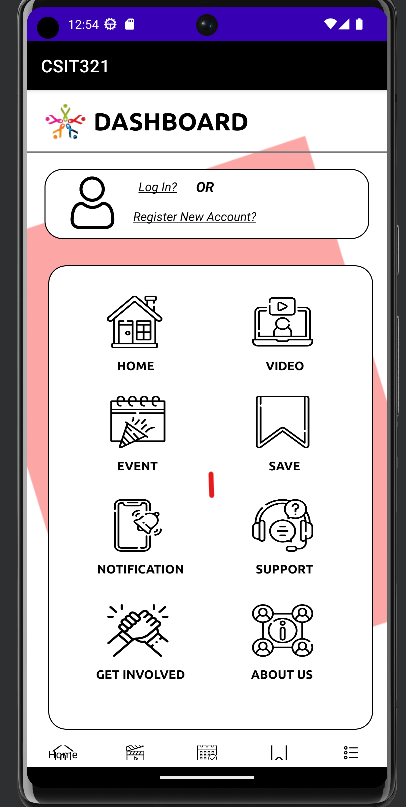 12:54
CSIT321
DASHBOARD
Log In? OR
Register New Account?
HOME VIDEO
EVENT SAVE
NOTIFICATION SUPPORT
GET INVOLVED ABOUT US
Home